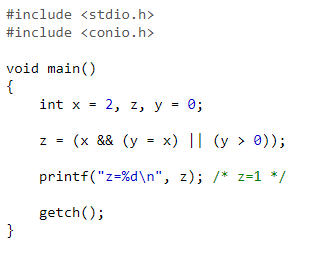 #include <stdio.h>
#include <conio.h>
void main()
{
int x = 2, z, y = 0;
z = (x && (y = x) || (y > 0));
printf("z=%d\n", z); /* z=1 */
getch();
}